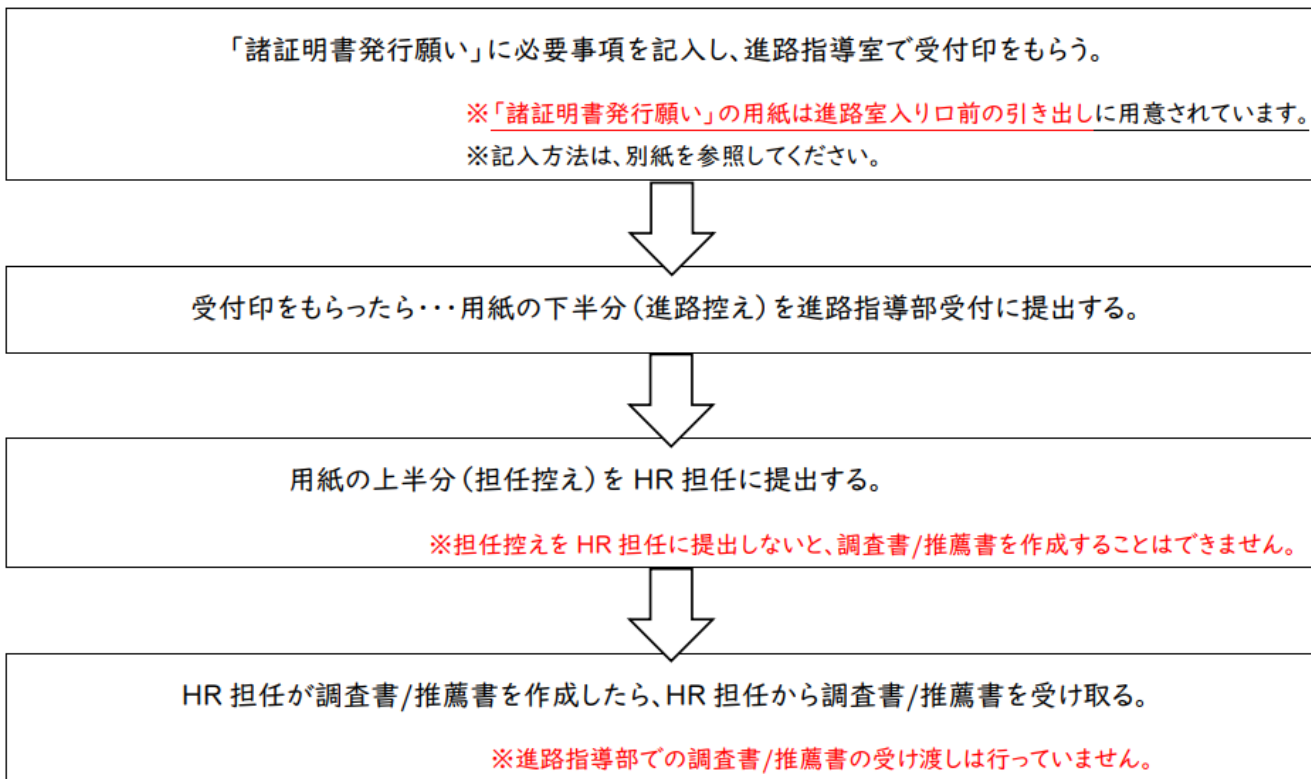 「諸証明書発行願い」に必要事項を記入し、進路指導室で受付印をもらう。
※「諸証明書発行願い」の用紙は進路室入り口前の引き出しに用意されています。
※記入方法は、別紙を参照してください。
受付印をもらったら・・・用紙の下半分(進路控え)を進路指導部受付に提出する。
用紙の上半分(担任控え)を HR 担任に提出する。
※担任控えを HR 担任に提出しないと、調査書/推薦書を作成することはできません。
HR 担任が調査書/推薦書を作成したら、HR 担任から調査書/推薦書を受け取る。
※進路指導部での調査書/推薦書の受け渡しは行っていません。